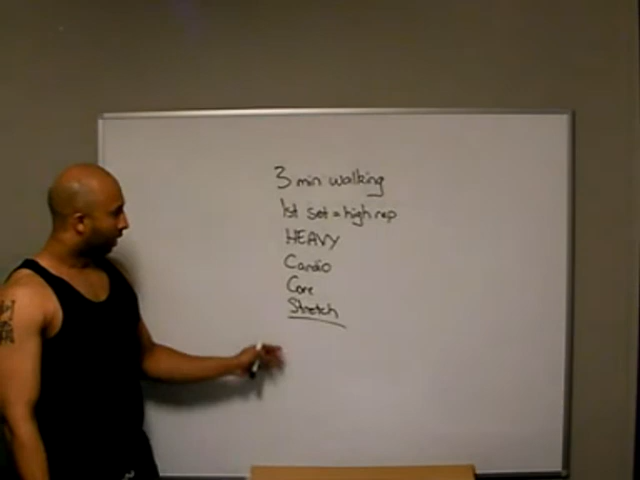 3 min walking
1st set = high rep
HEAVY
Cardio
Core
Stretch